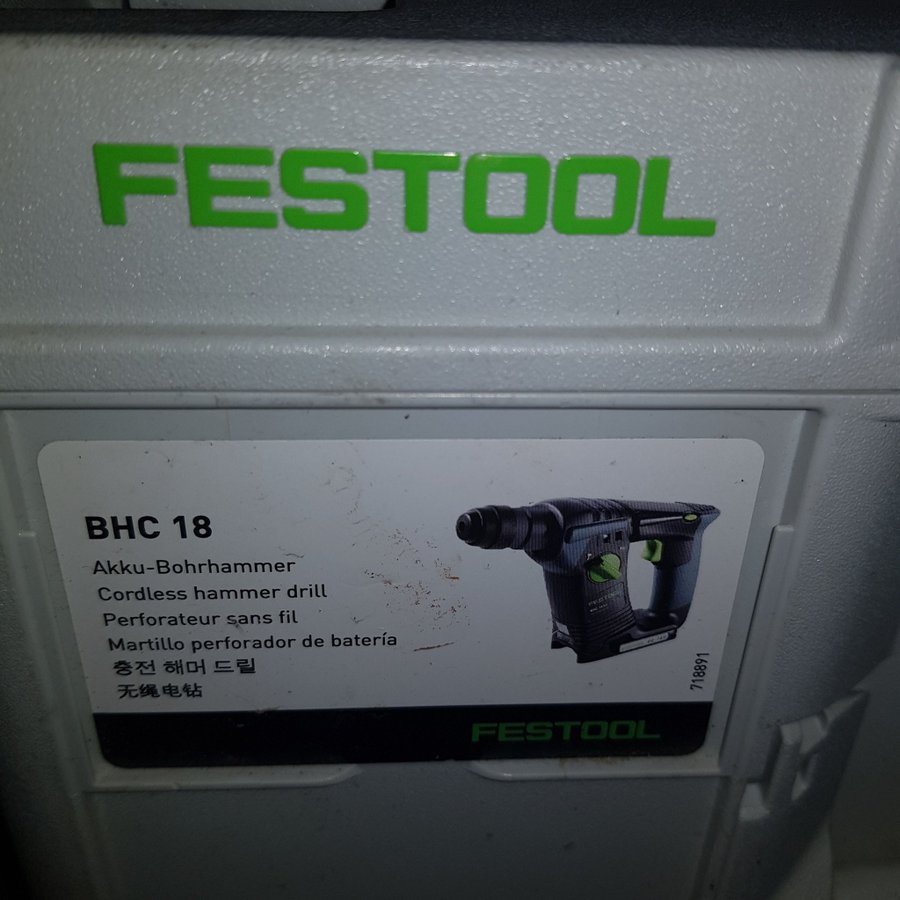 FESTOOL
BHC 18
Akku-Bohrhammer
Cordless hammer drill
Perforateur sans fil
Martillo perforador de batería
충전 해머 드릴
无绳电钻
FESTOOL
718891
FESTOOL